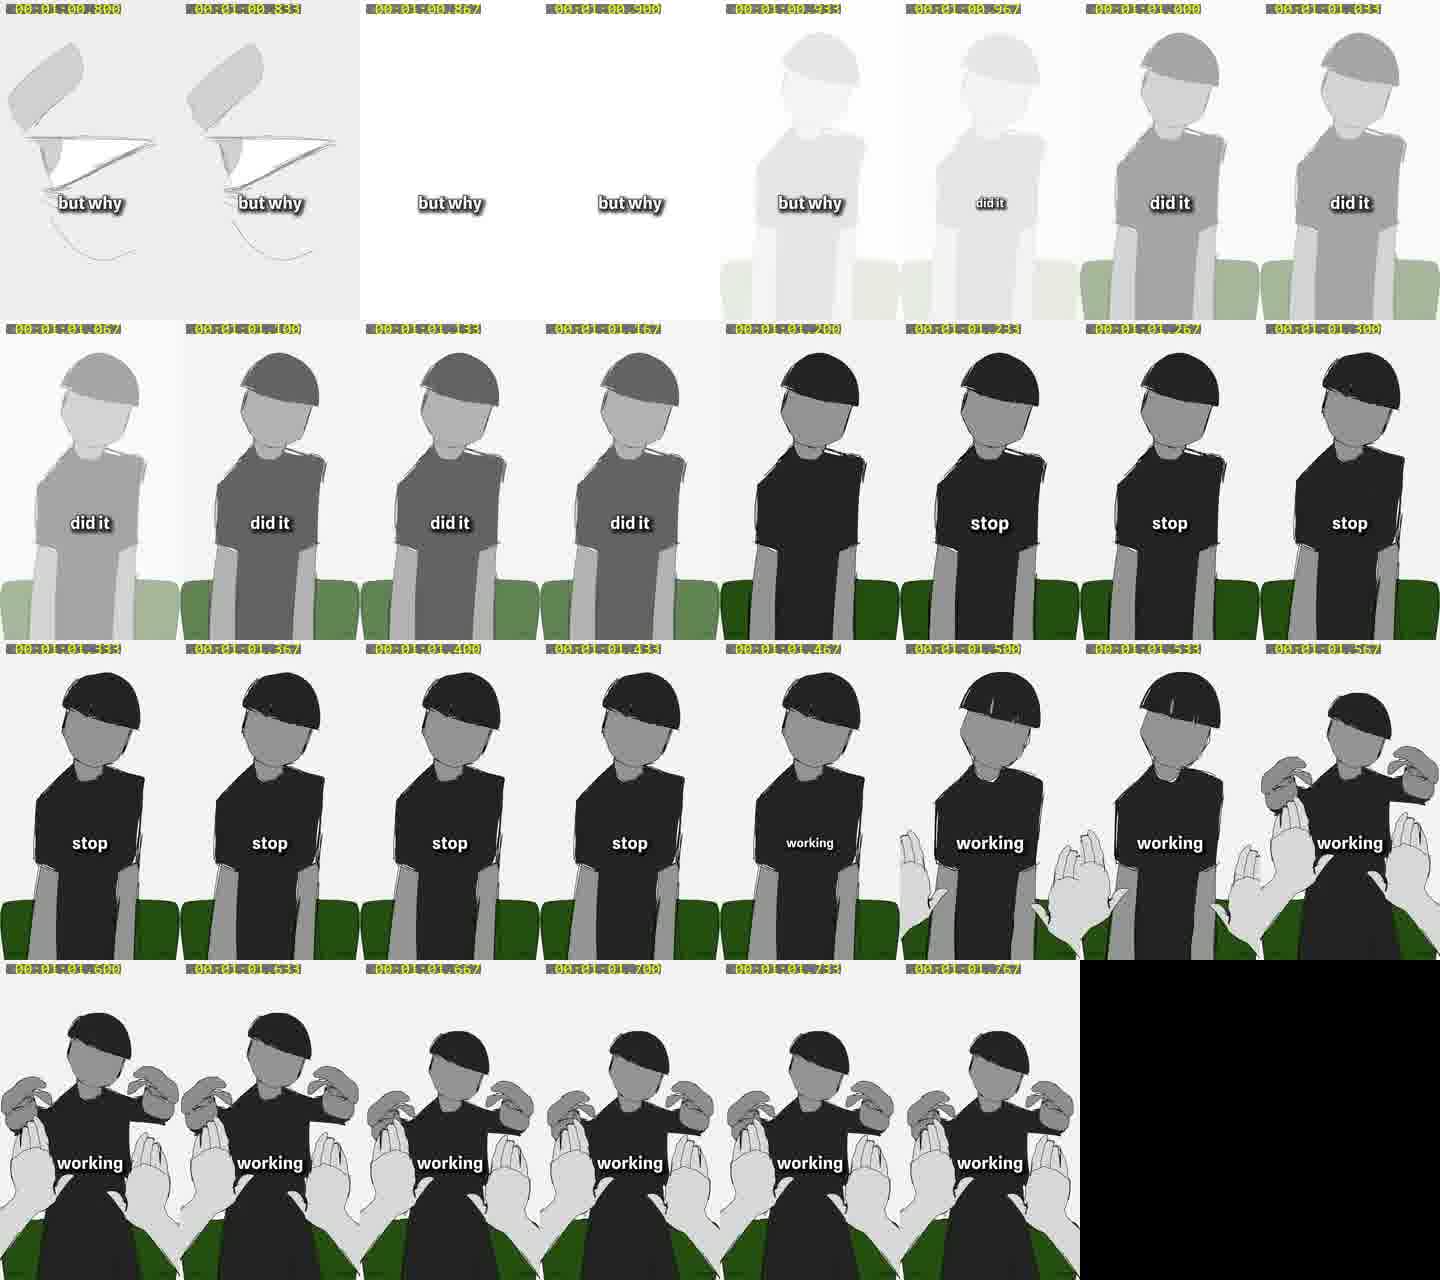 00:01:00.800 00:01:00.833 00:01:00.867 00:01:00.900 00:01:00.933 00:01:00.967 00:01:01.000 00:01:01.033
but why but why but why but why but why did it did it did it
00:01:01.067 00:01:01.100 00:01:01.133 00:01:01.167 00:01:01.200 00:01:01.233 00:01:01.267 00:01:01.300
did it did it did it did it stop stop stop
00:01:01.333 00:01:01.367 00:01:01.400 00:01:01.433 00:01:01.467 00:01:01.500 00:01:01.533 00:01:01.567
stop stop stop stop working working working working
00:01:01.600 00:01:01.633 00:01:01.667 00:01:01.700 00:01:01.733 00:01:01.767
working working working working working working